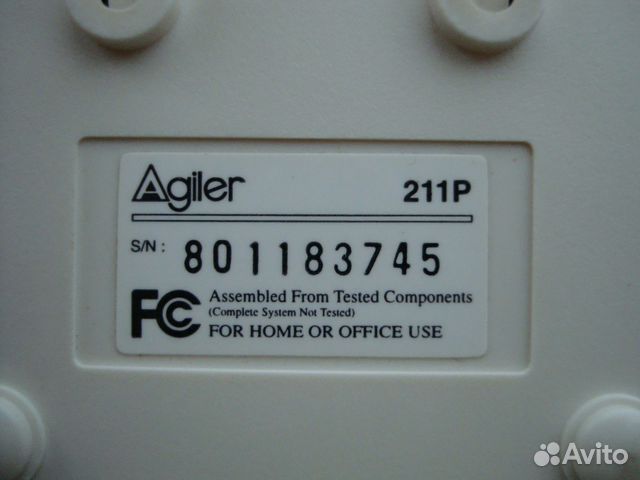 Agiler 211P
S/N : 801183745
FC Assembled From Tested Components
(Complete System Not Tested)
FOR HOME OR OFFICE USE
Avito